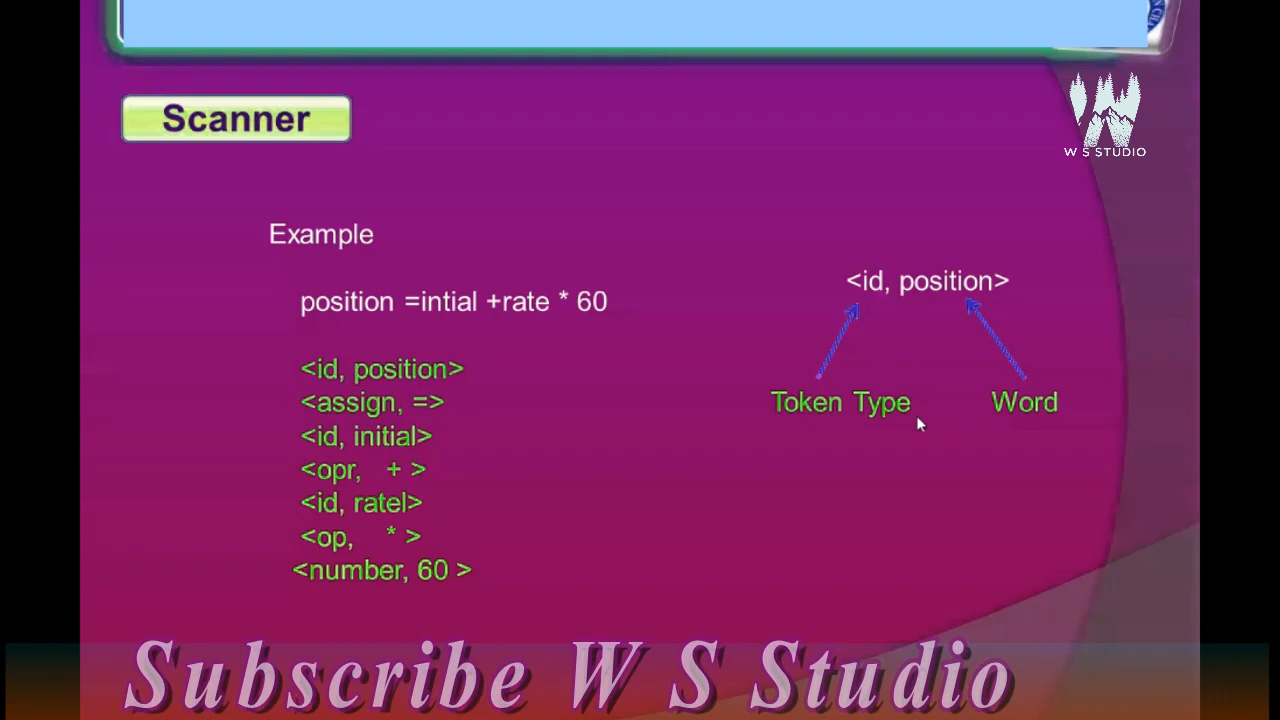 Scanner
W S STUDIO
Example
<id, position>
position =intial +rate * 60
<id, position>
<assign, =>
Token Type
Word
<id, initial>
<opr, + >
<id, ratel>
<op, * >
<number, 60 >
Subscribe W S Studio